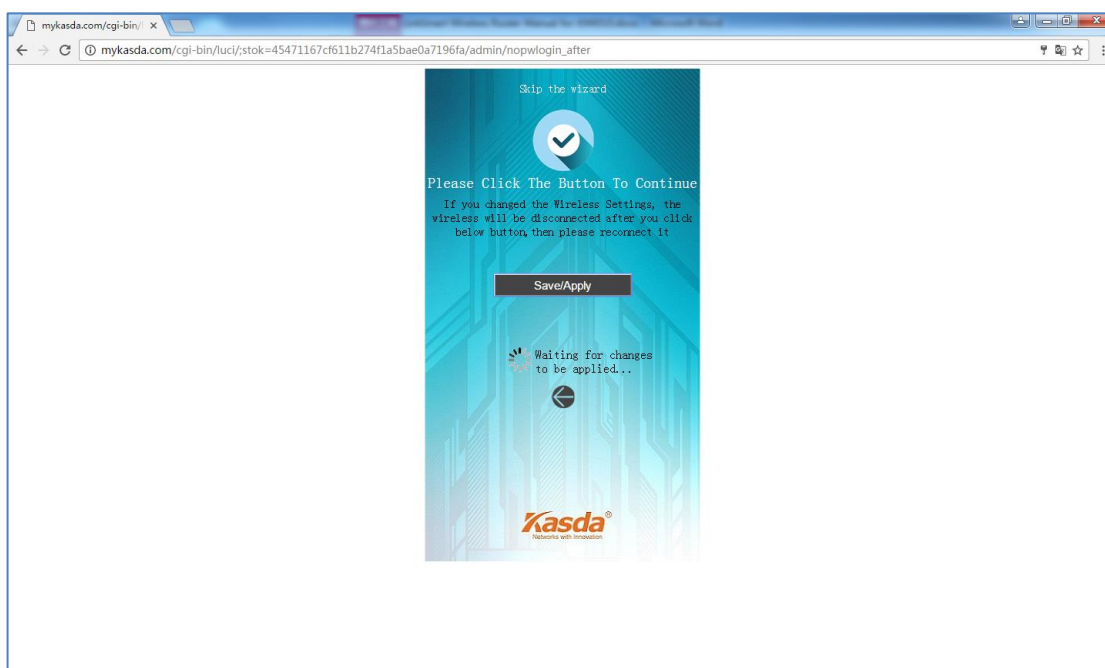 mykasda.com/cgi-bin/l
mykasda.com/cgi-bin/luci/;stok=45471167cf611b274f1a5bae0a7196fa/admin/nopwlogin_after
Skip the wizard
Please Click The Button To Continue
If you changed the Wireless Settings, the
wireless will be disconnected after you click
below button,then please reconnect it
Save/Apply
Waiting for changes
to be applied...
Kasda®
Networks with Innovation